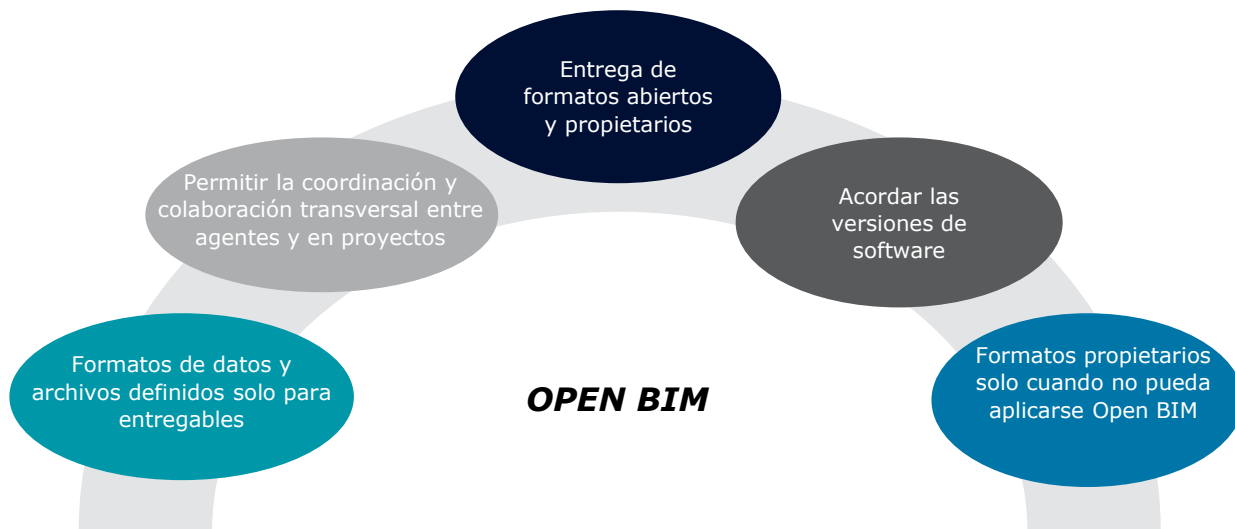 Entrega de
formatos abiertos
y propietarios
Permitir la coordinación y
colaboración transversal entre
agentes y en proyectos
Acordar las
versiones de
software
Formatos de datos y
archivos definidos solo para
entregables
Formatos propietarios
solo cuando no pueda
aplicarse Open BIM
OPEN BIM